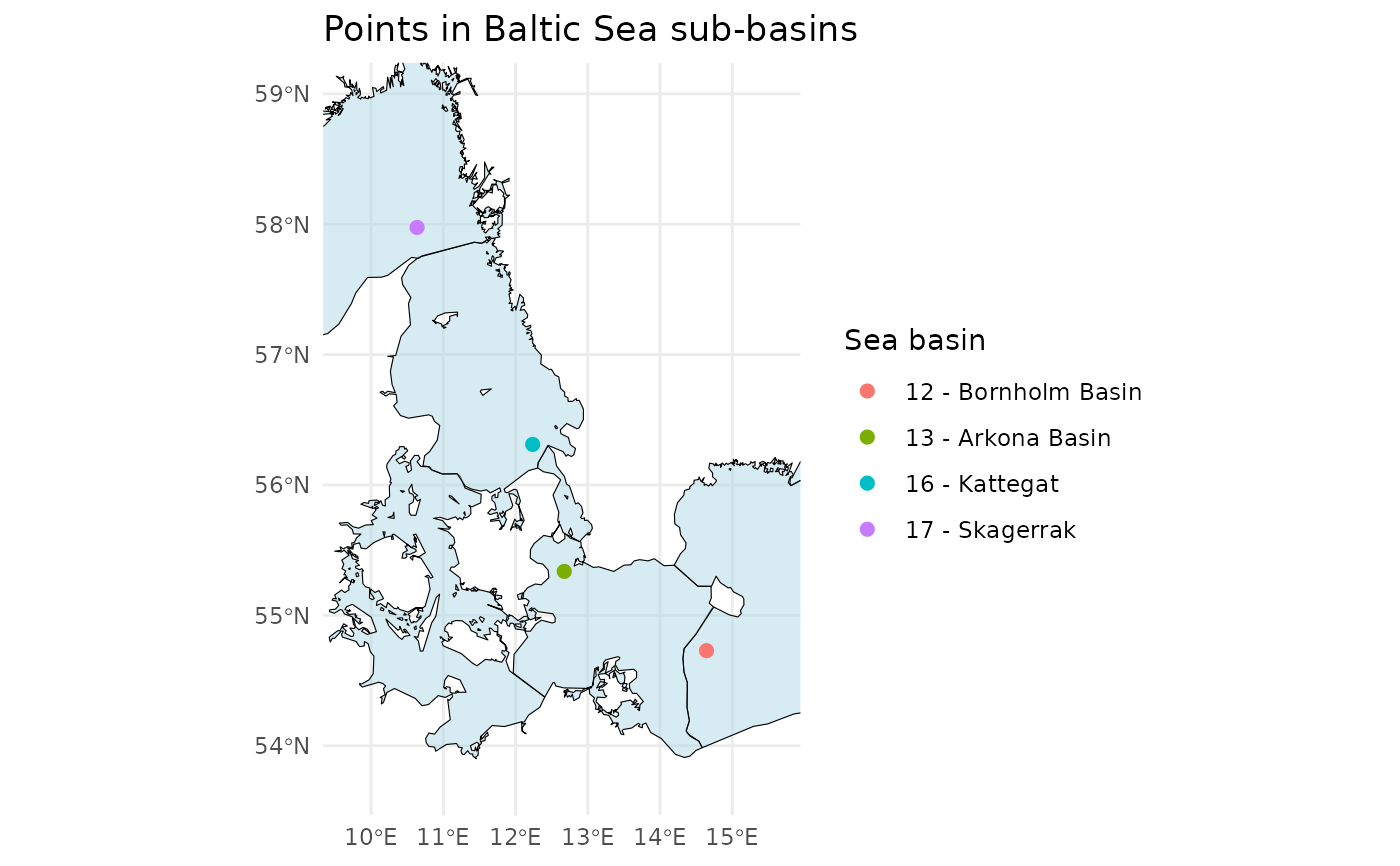 Points in Baltic Sea sub-basins
59°N
58°N
57°N
56°N
55°N
54°N
10°E 11°E 12°E 13°E 14°E 15°E
Sea basin
12 - Bornholm Basin
13 - Arkona Basin
16 - Kattegat
17 - Skagerrak